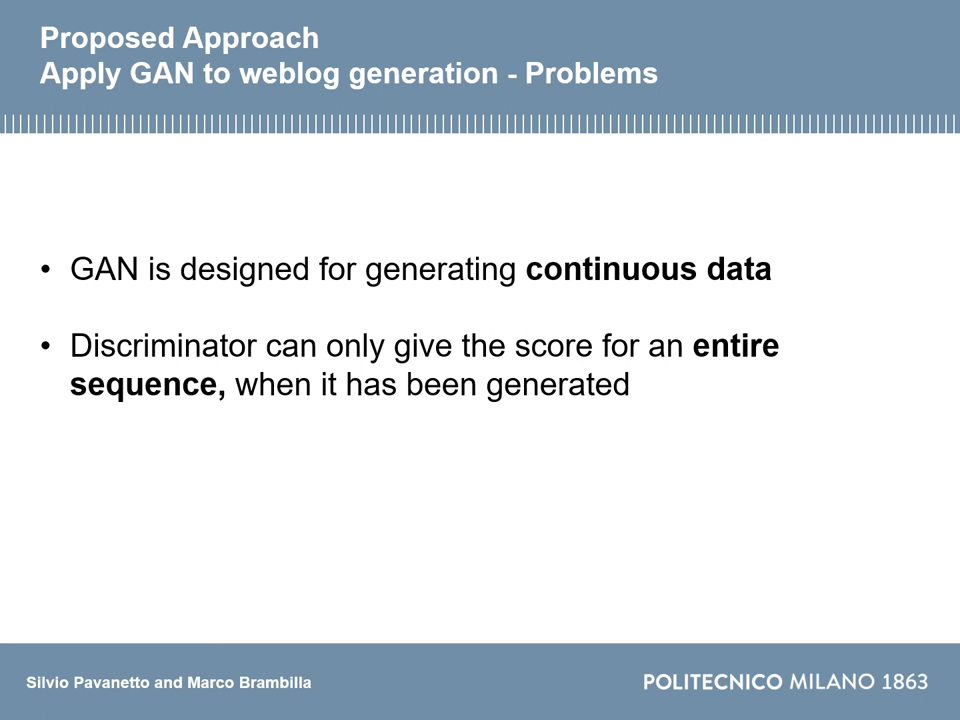 Proposed Approach
Apply GAN to weblog generation - Problems
• GAN is designed for generating continuous data
• Discriminator can only give the score for an entire
sequence, when it has been generated
Silvio Pavanetto and Marco Brambilla
POLITECNICO MILANO 1863